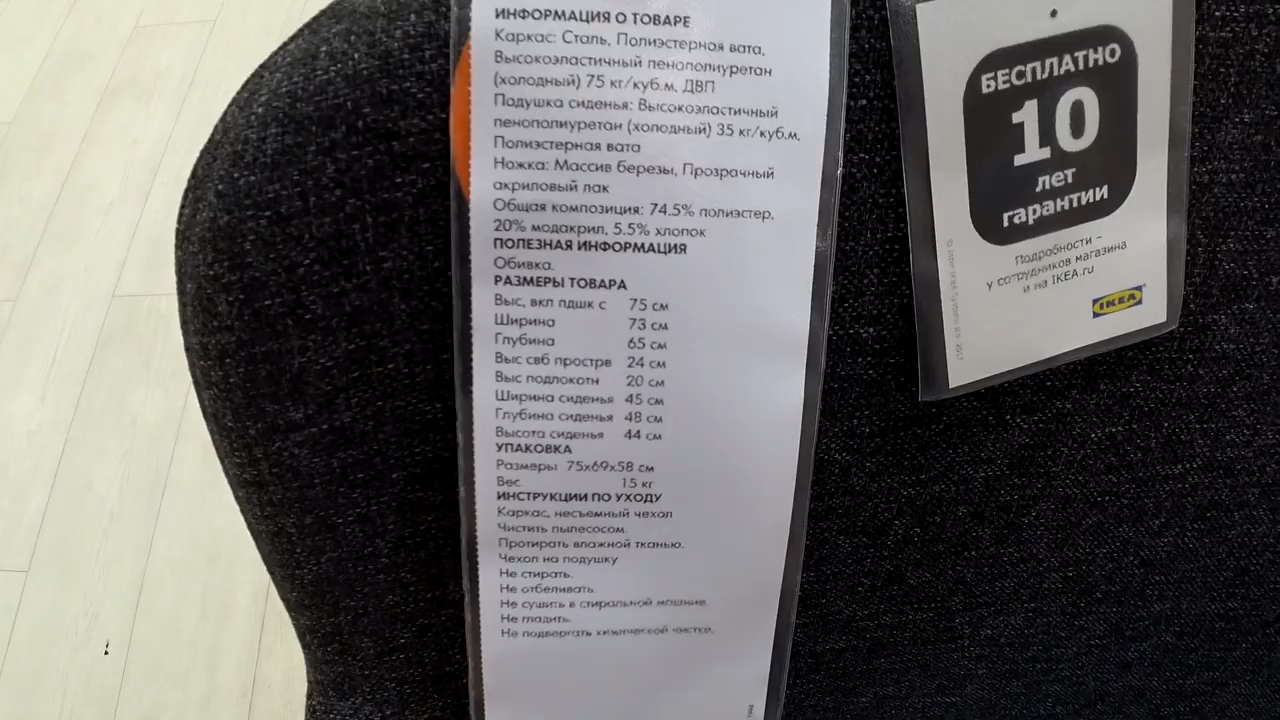 ИНФОРМАЦИЯ О ТОВАРЕ
Каркас: Сталь, Полиэстерная вата,
Высокоэластичный пенополиуретан
(холодный) 75 кг/куб.м, ДВП
Подушка сиденья: Высокоэластичный
пенополиуретан (холодный) 35 кг/куб.м,
Полиэстерная вата
Ножка: Массив березы, Прозрачный
акриловый лак
Общая композиция: 74.5% полиэстер,
20% модакрил, 5.5% хлопок
ПОЛЕЗНАЯ ИНФОРМАЦИЯ
Обивка.
РАЗМЕРЫ ТОВАРА
Выс, вкл пдшк с 75 см
Ширина 73 см
Глубина 65 см
Выс свб прострв 24 см
Выс подлокотн 20 см
Ширина сиденья 45 см
Глубина сиденья 48 см
Высота сиденья 44 см
УПАКОВКА
Размеры 75x69x58 см
Вес 15 кг
ИНСТРУКЦИИ ПО УХОДУ
Каркас, несъемный чехол
Чистить пылесосом.
Протирать влажной тканью.
Чехол на подушку
Не стирать.
Не отбеливать.
Не сушить в стиральной машине.
Не гладить.
Не подвергать химической чистке.
БЕСПЛАТНО
10
лет
гарантии
Подробности –
у сотрудников магазина
и на IKEA.ru
IKEA